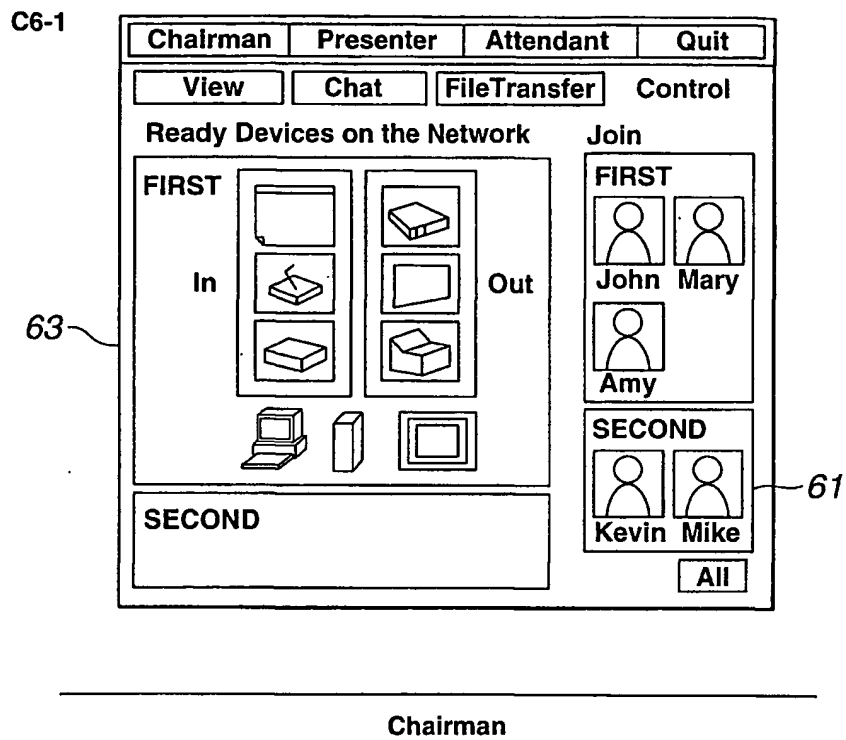 C6-1
Chairman Presenter Attendant Quit
View Chat FileTransfer Control
Ready Devices on the Network
Join
FIRST
In
Out
63
SECOND
FIRST
John Mary
Amy
SECOND
Kevin Mike
61
All
Chairman